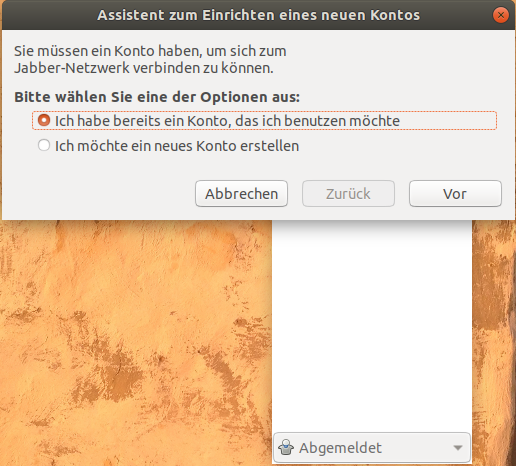 Assistent zum Einrichten eines neuen Kontos
Sie müssen ein Konto haben, um sich zum
Jabber-Netzwerk verbinden zu können.
Bitte wählen Sie eine der Optionen aus:
Ich habe bereits ein Konto, das ich benutzen möchte
Ich möchte ein neues Konto erstellen
Abbrechen Zurück Vor
Abgemeldet